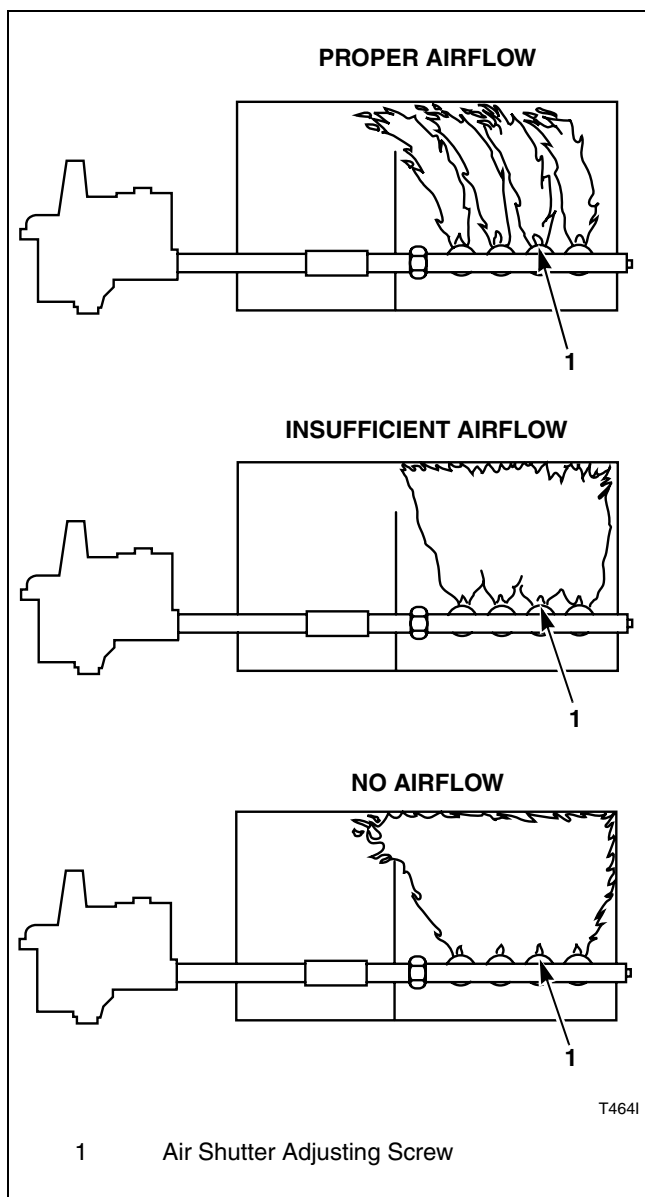 PROPER AIRFLOW
1
INSUFFICIENT AIRFLOW
1
NO AIRFLOW
1
T464I
1 Air Shutter Adjusting Screw